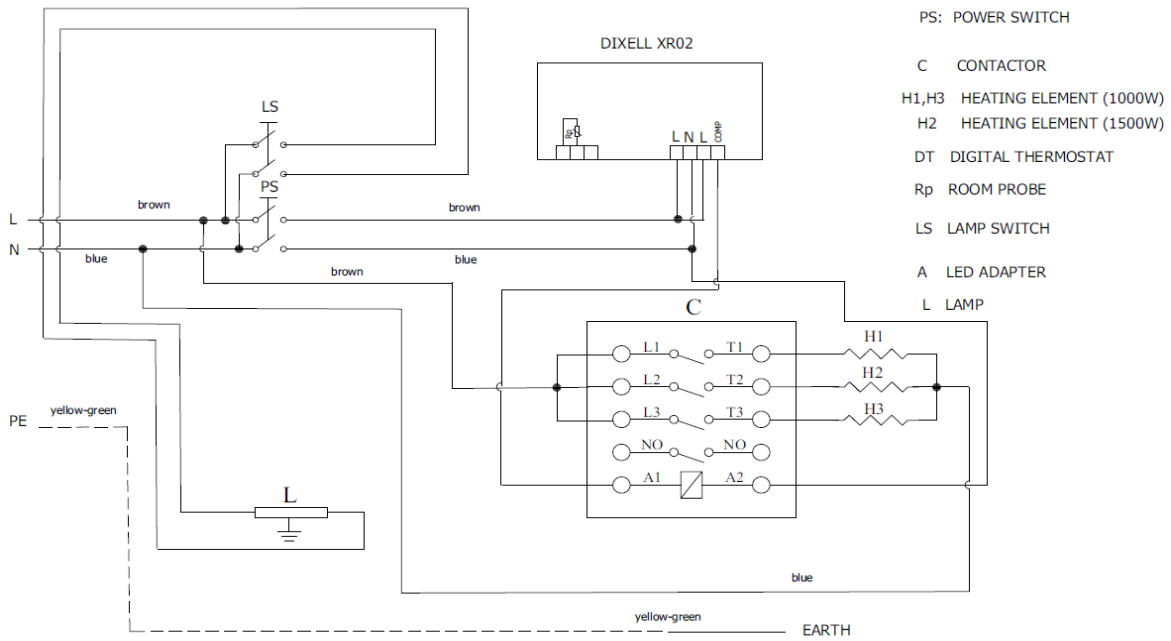 PS: POWER SWITCH
DIXELL XR02
C CONTACTOR
H1,H3 HEATING ELEMENT (1000W)
LS
H2 HEATING ELEMENT (1500W)
Rp
L N L COMP
DT DIGITAL THERMOSTAT
PS
Rp ROOM PROBE
brown
brown
L
LS LAMP SWITCH
N
blue
blue
brown
A LED ADAPTER
C
L LAMP
L1 T1 H1
L2 T2 H2
yellow-green
L3 T3 H3
PE
NO NO
A1 A2
L
blue
yellow-green
EARTH